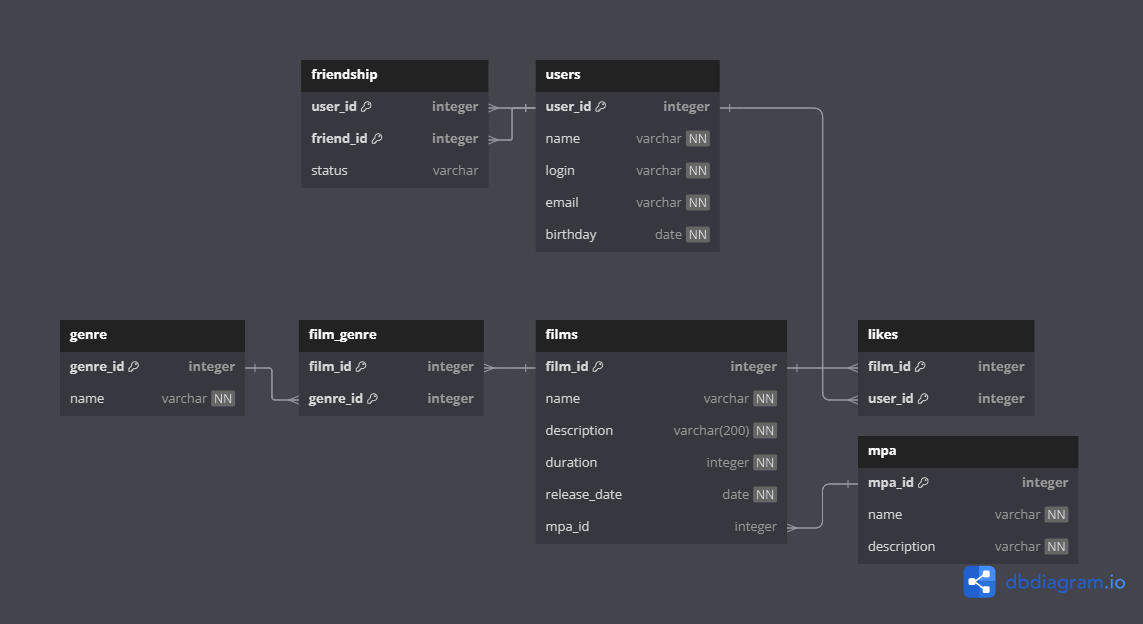 friendship
user_id integer
friend_id integer
status varchar
users
user_id integer
name varchar NN
login varchar NN
email varchar NN
birthday date NN
genre
genre_id integer
name varchar NN
film_genre
film_id integer
genre_id integer
films
film_id integer
name varchar NN
description varchar(200) NN
duration integer NN
release_date date NN
mpa_id integer
likes
film_id integer
user_id integer
mpa
mpa_id integer
name varchar NN
description varchar NN
dbdiagram.io